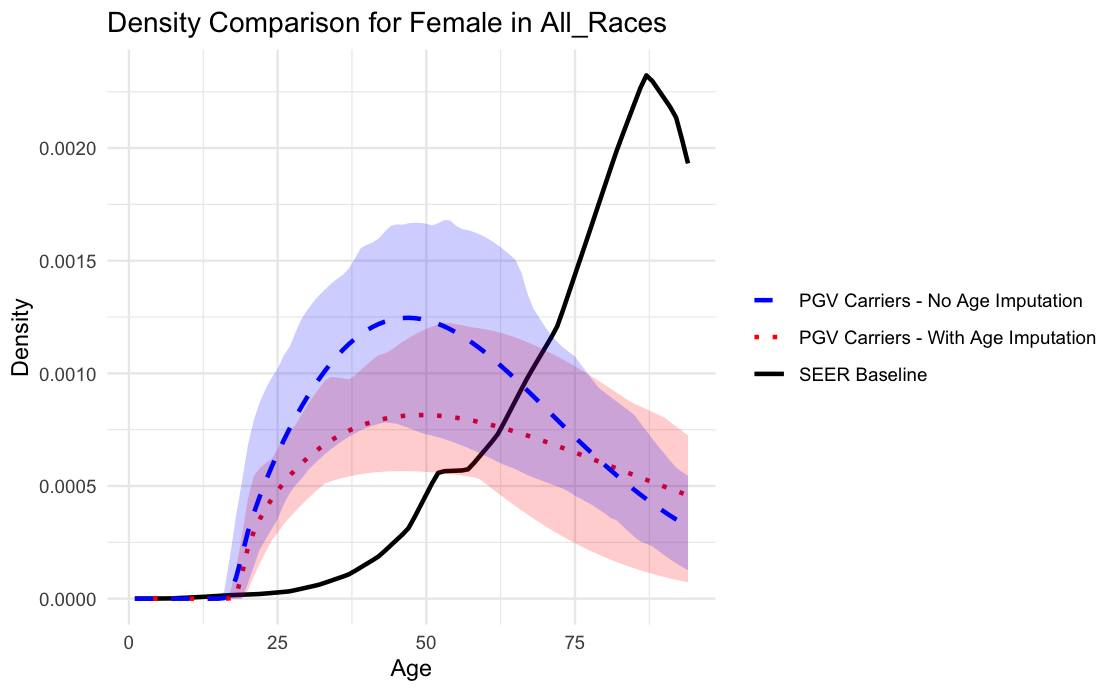 Density Comparison for Female in All_Races
Density
0.0020
0.0015
0.0010
0.0005
0.0000
0
25
50
75
Age
PGV Carriers - No Age Imputation
PGV Carriers - With Age Imputation
SEER Baseline